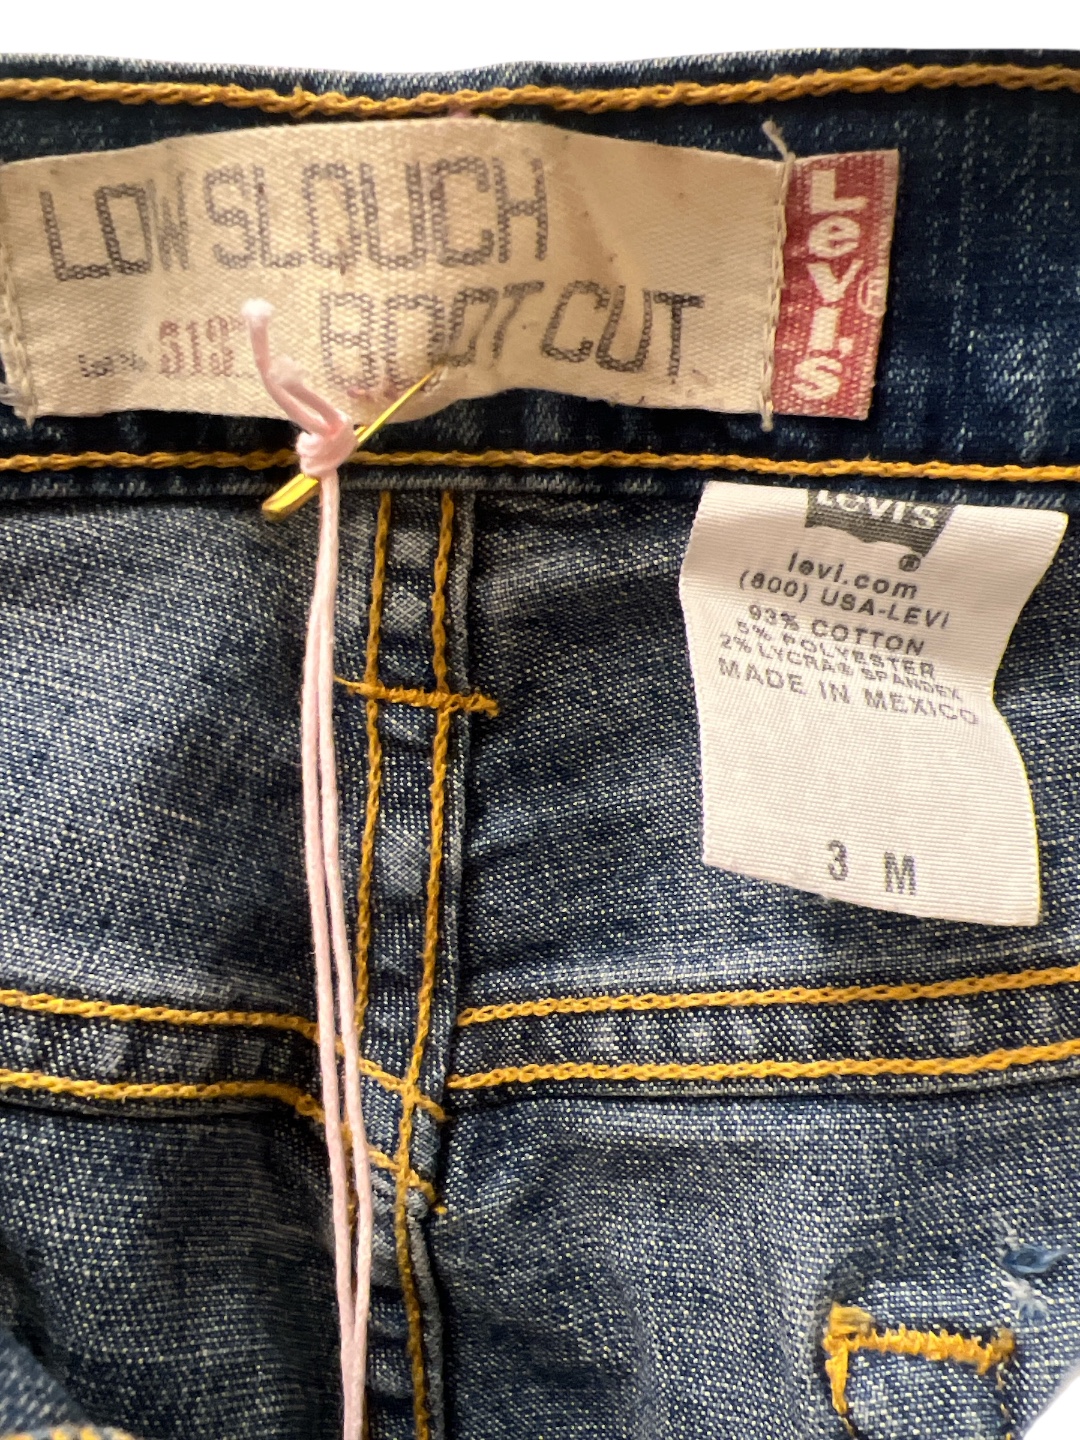 LOW SLOUCH
BOOT CUT
LEVI'S
LEVI'S
®
levi.com
(800) USA-LEVI
93% COTTON
5% POLYESTER
2% LYCRA® SPANDEX
MADE IN MEXICO
3 M